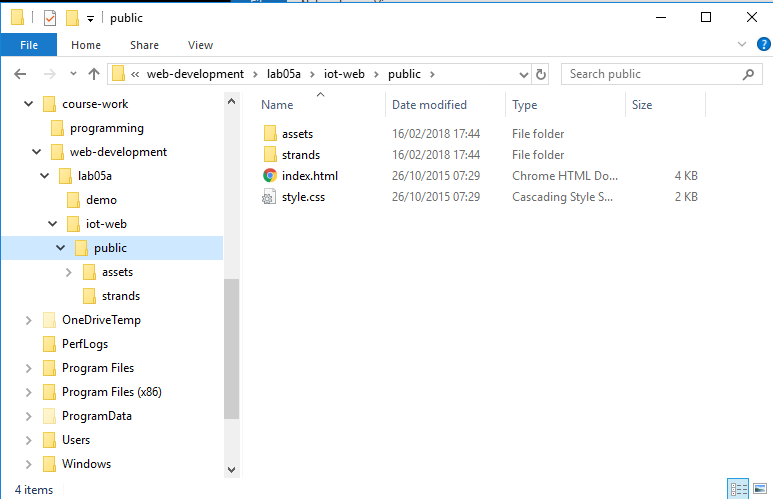 public
File Home Share View
« web-development > lab05a > iot-web > public > Search public
course-work
programming
web-development
lab05a
demo
iot-web
public
assets
strands
OneDriveTemp
PerfLogs
Program Files
Program Files (x86)
ProgramData
Users
Windows
Name Date modified Type Size
assets 16/02/2018 17:44 File folder
strands 16/02/2018 17:44 File folder
index.html 26/10/2015 07:29 Chrome HTML Do... 4 KB
style.css 26/10/2015 07:29 Cascading Style S... 2 KB
4 items